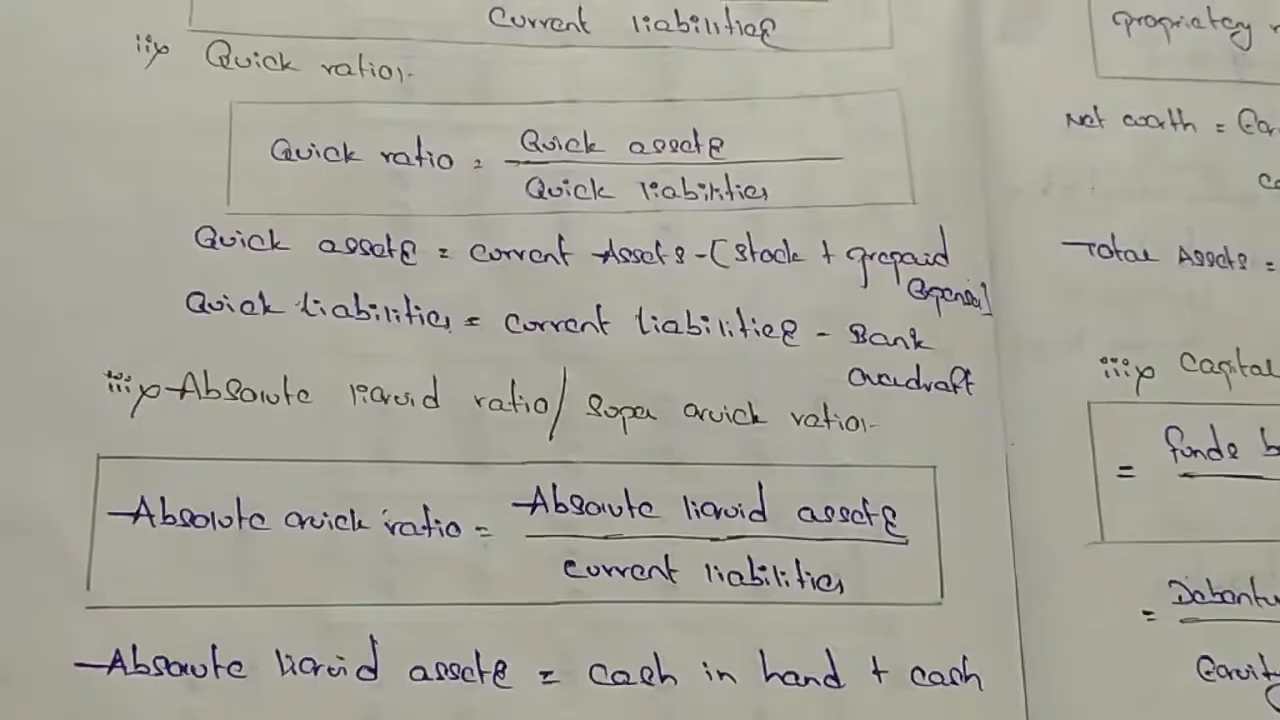 Current liabilities
ii> Quick ratio:-
Quick ratio = Quick assets
Quick liabilities
Quick assets = Current Assets - [Stock + prepaid
Expenses]
Quick liabilities = Current liabilities - Bank
overdraft
iii> Absolute liquid ratio / Super quick ratio:-
Absolute quick ratio = Absolute liquid assets
Current liabilities
Absolute liquid assets = Cash in hand + cash
Proprietary
Net worth =
Total Assets =
iii> Capital
= Funds b
= Debentu
Equity